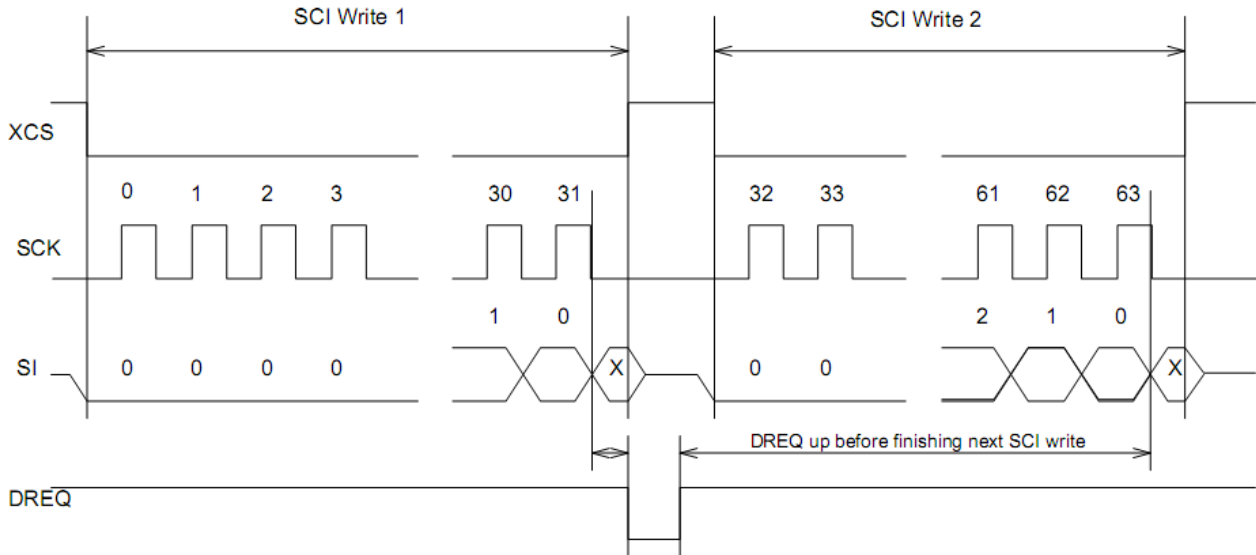 SCI Write 1 SCI Write 2
XCS
0 1 2 3 30 31 32 33 61 62 63
SCK
1 0 2 1 0
SI 0 0 0 0 X 0 0 X
DREQ up before finishing next SCI write
DREQ